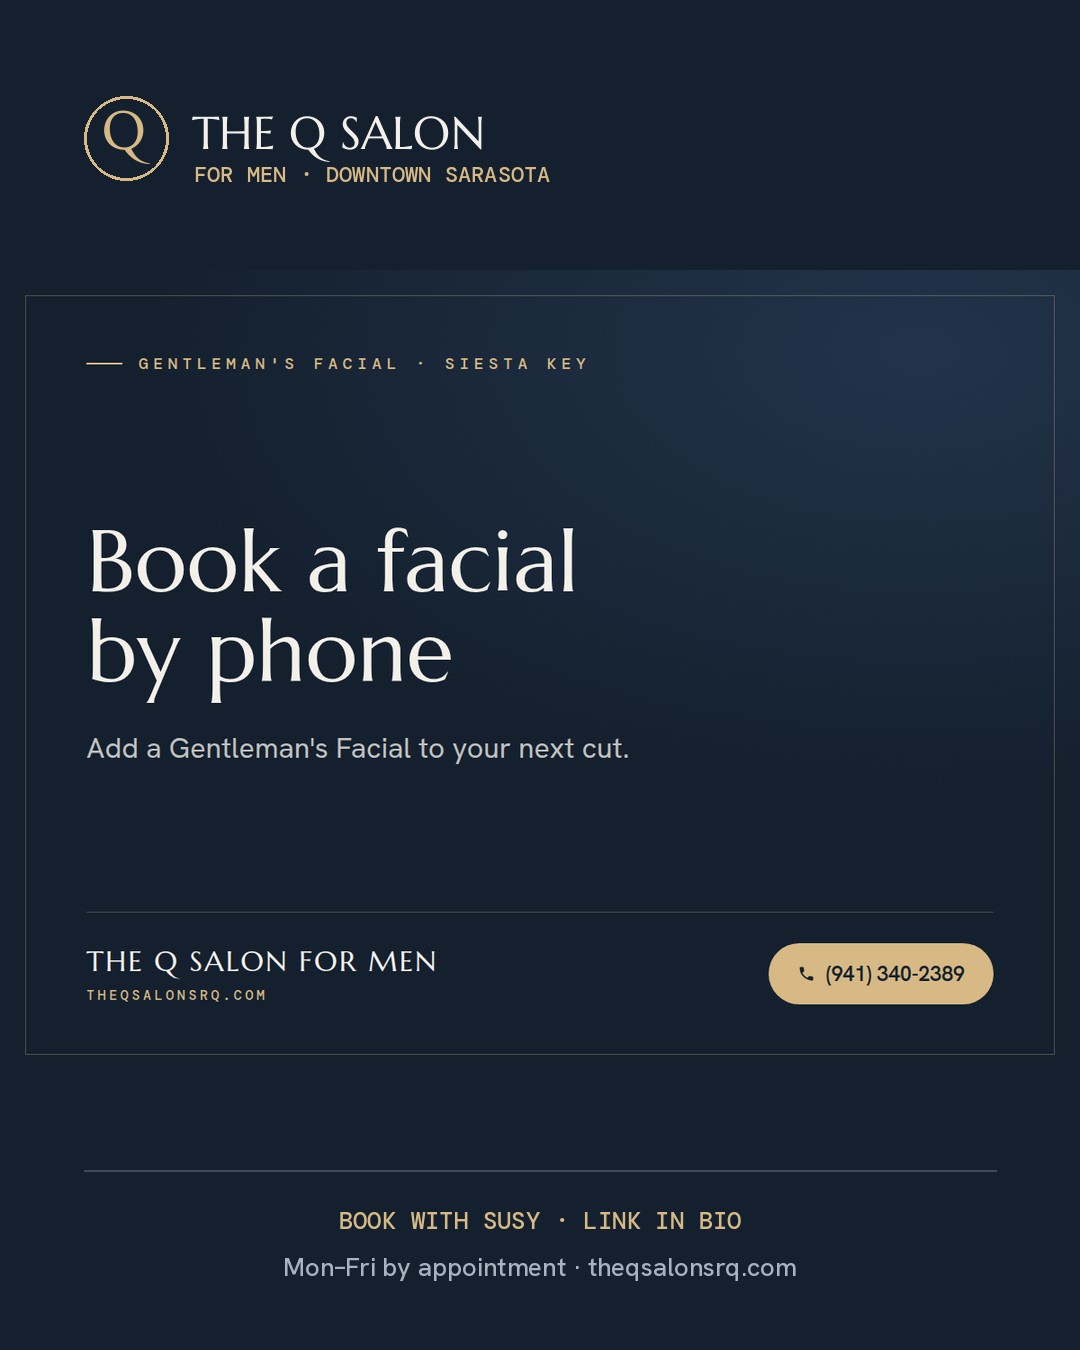 Q
THE Q SALON
FOR MEN · DOWNTOWN SARASOTA
GENTLEMAN'S FACIAL · SIESTA KEY
Book a facial
by phone
Add a Gentleman's Facial to your next cut.
THE Q SALON FOR MEN
THEQSALONSRQ.COM
(941) 340-2389
BOOK WITH SUSY · LINK IN BIO
Mon–Fri by appointment · theqsalonsrq.com